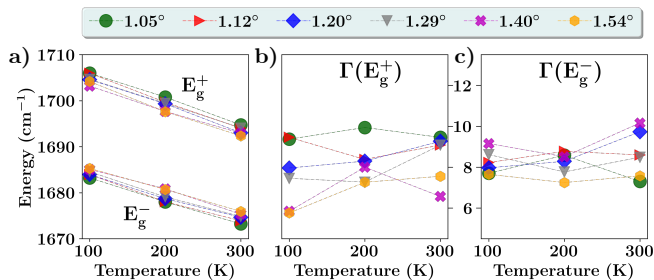 1.05° 1.12° 1.20° 1.29° 1.40° 1.54°
a) b) c)
E_g^+
E_g^-
Γ(E_g^+)
Γ(E_g^-)
Energy (cm⁻¹)
1710
1700
1690
1680
1670
12
10
8
6
100 200 300
100 200 300
100 200 300
Temperature (K) Temperature (K) Temperature (K)